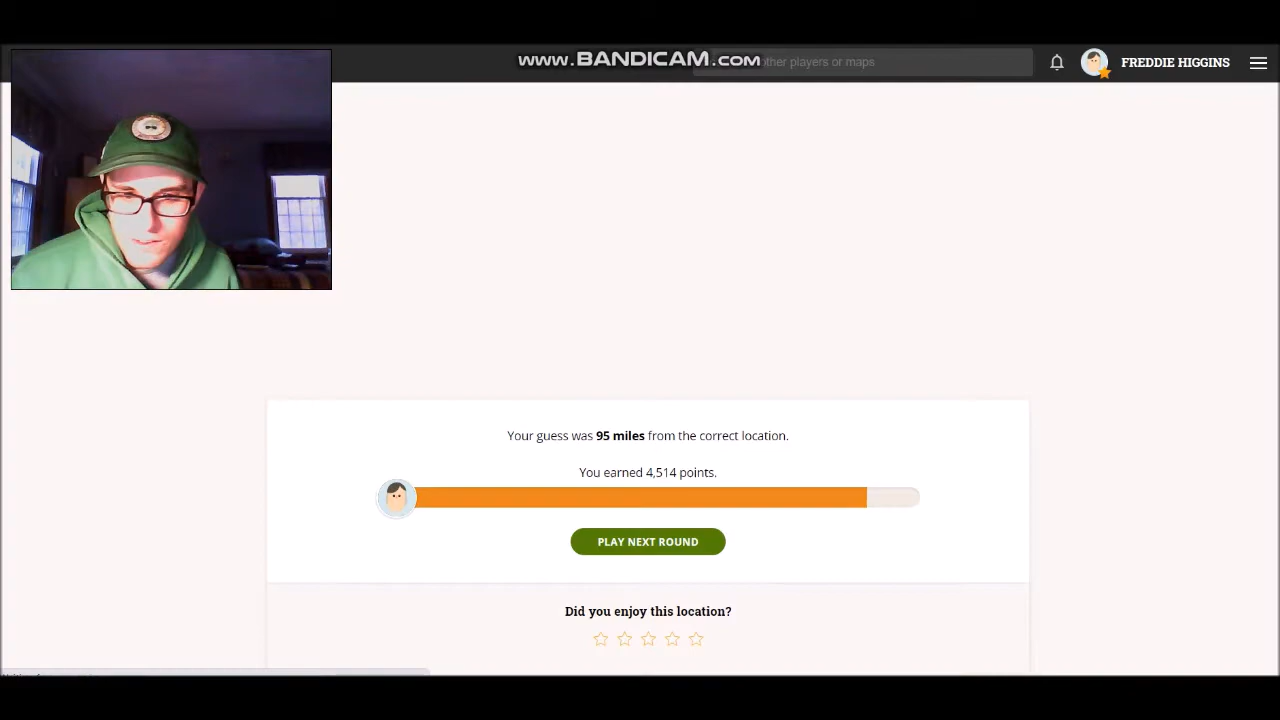 www.BANDICAM.com
other players or maps
FREDDIE HIGGINS
Your guess was 95 miles from the correct location.
You earned 4,514 points.
PLAY NEXT ROUND
Did you enjoy this location?